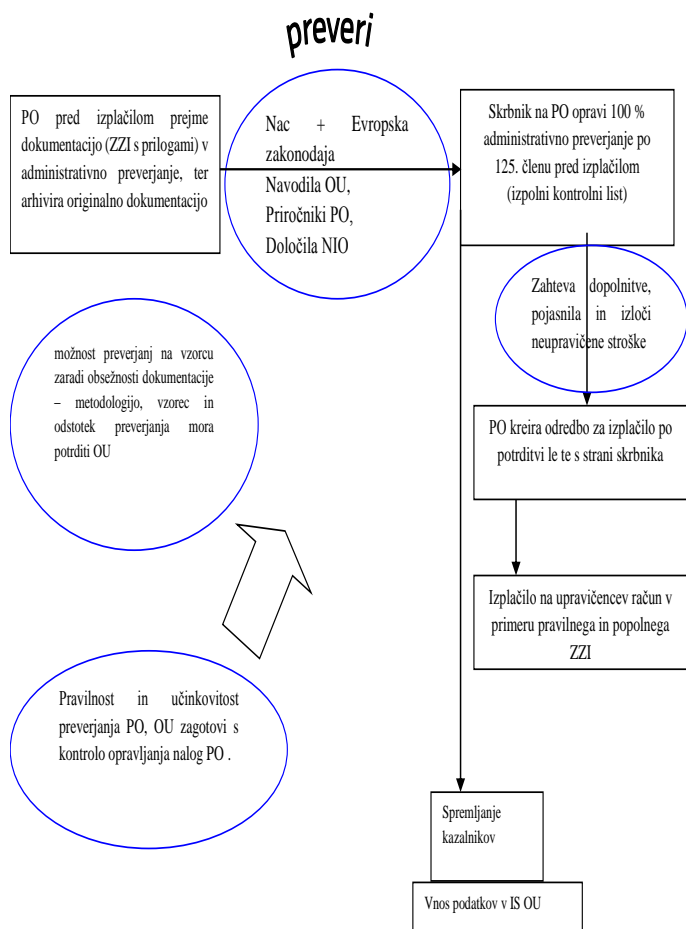 preveri
PO pred izplačilom prejme
dokumentacijo (ZZI s prilogami) v
administrativno preverjanje, ter
arhivira originalno dokumentacijo
Nac + Evropska
zakonodaja
Navodila OU,
Priročniki PO,
Določila NIO
Skrbnik na PO opravi 100 %
administrativno preverjanje po
125. členu pred izplačilom
(izpolni kontrolni list)
Zahteva dopolnitve,
pojasnila in izloči
neupravičene stroške
možnost preverjanj na vzorcu
zaradi obsežnosti dokumentacije
– metodologijo, vzorec in
odstotek preverjanja mora
potrditi OU
PO kreira odredbo za izplačilo po
potrditvi le te s strani skrbnika
Izplačilo na upravičencev račun v
primeru pravilnega in popolnega
ZZI
Pravilnost in učinkovitost
preverjanja PO, OU zagotovi s
kontrolo opravljanja nalog PO .
Spremljanje
kazalnikov
Vnos podatkov v IS OU